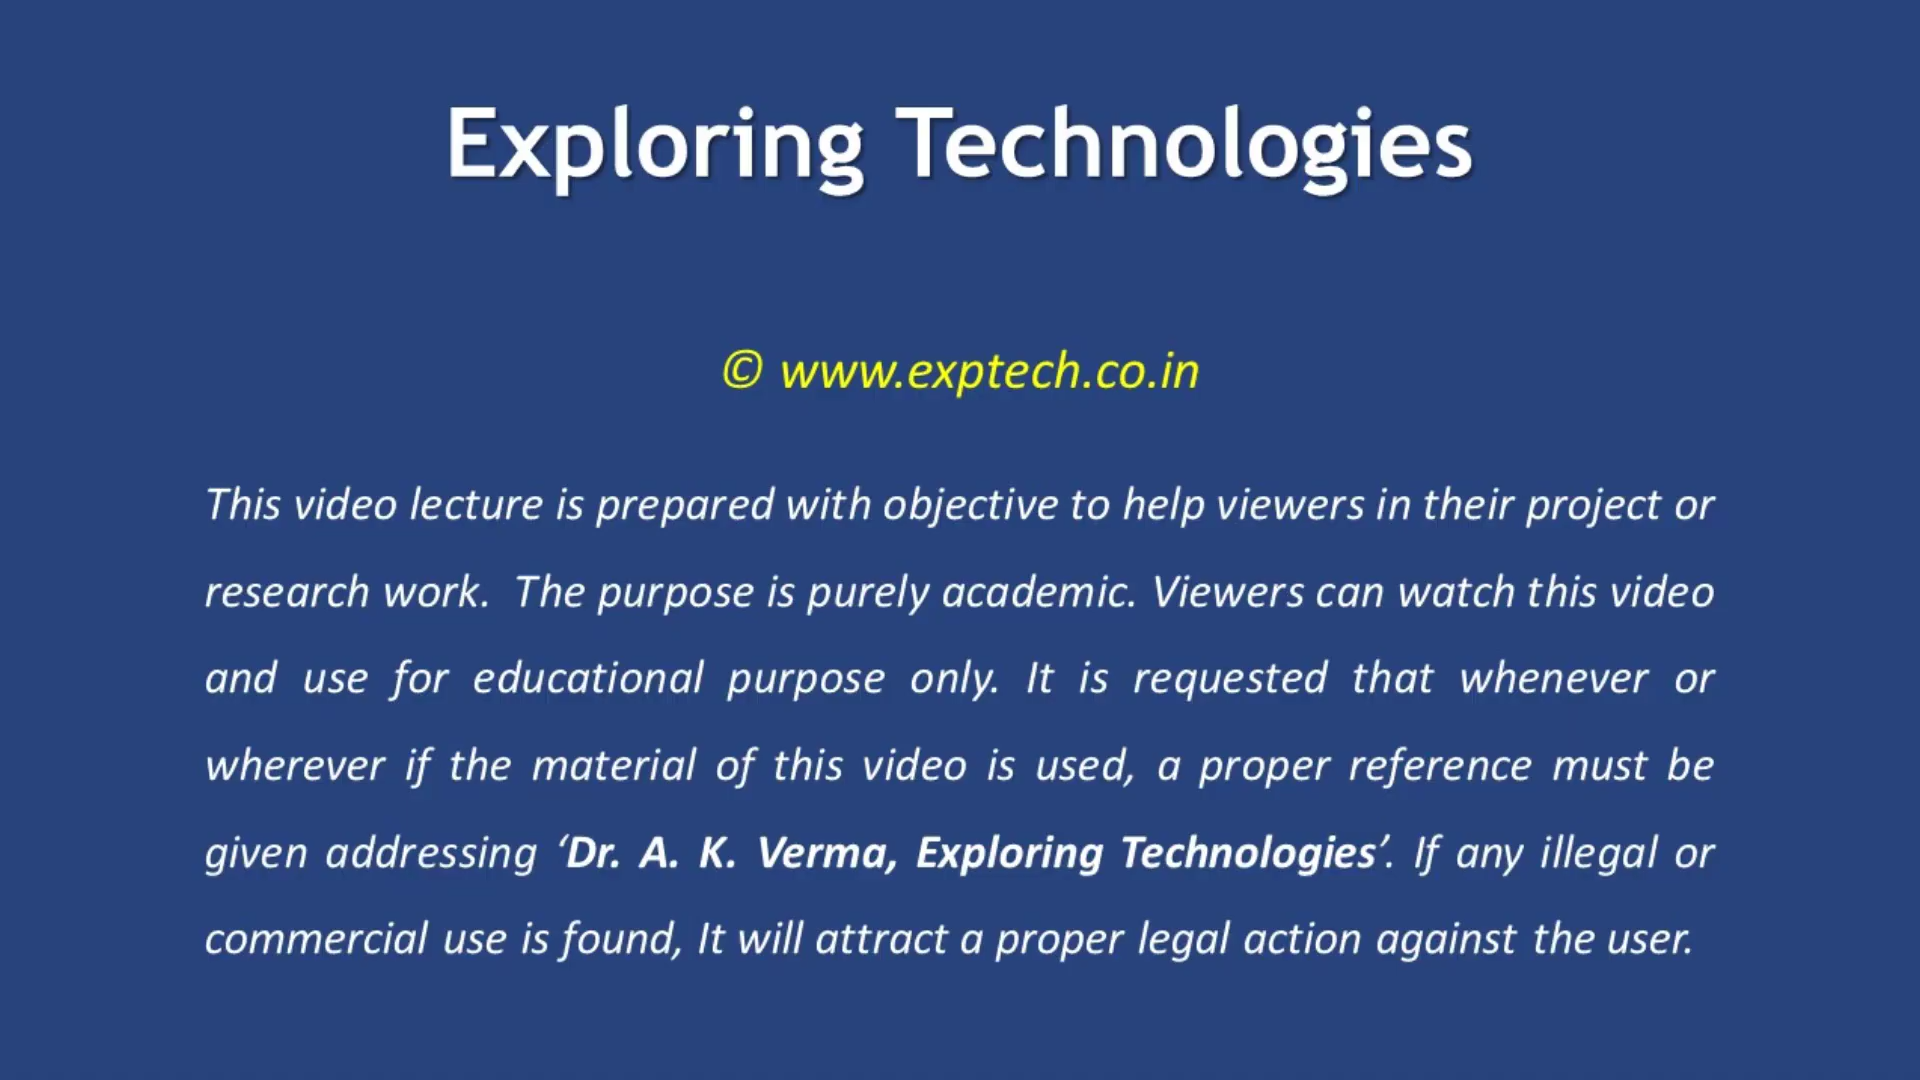 Exploring Technologies
© www.exptech.co.in
This video lecture is prepared with objective to help viewers in their project or
research work. The purpose is purely academic. Viewers can watch this video
and use for educational purpose only. It is requested that whenever or
wherever if the material of this video is used, a proper reference must be
given addressing ‘Dr. A. K. Verma, Exploring Technologies’. If any illegal or
commercial use is found, It will attract a proper legal action against the user.